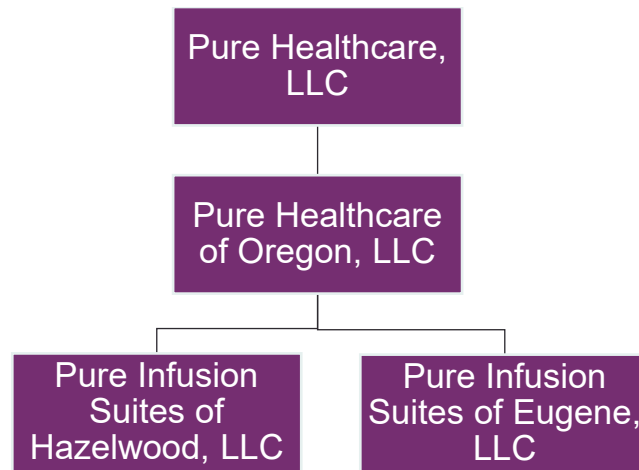 Pure Healthcare,
LLC
Pure Healthcare
of Oregon, LLC
Pure Infusion
Suites of
Hazelwood, LLC
Pure Infusion
Suites of Eugene,
LLC